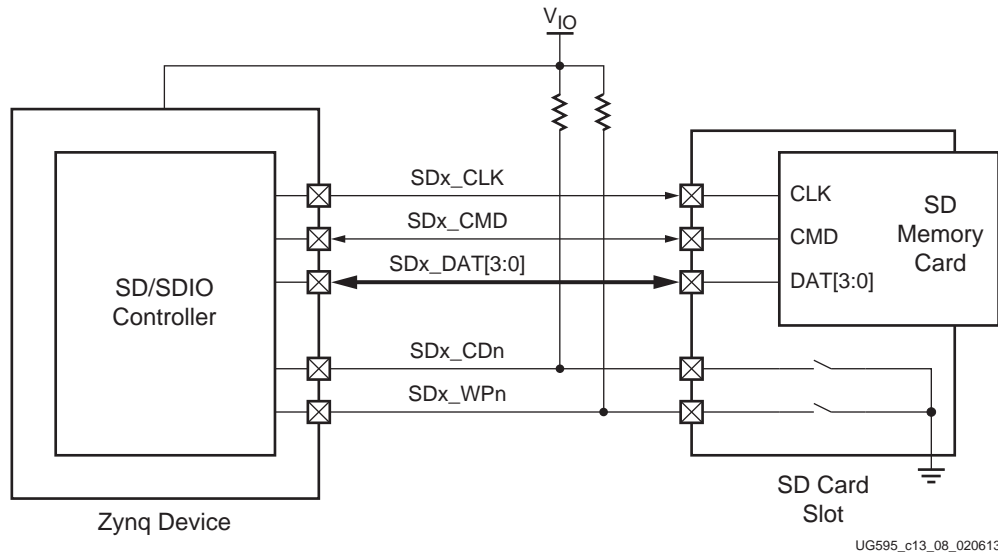 VIO
SDx_CLK
SDx_CMD
SDx_DAT[3:0]
SDx_CDn
SDx_WPn
SD/SDIO
Controller
CLK
CMD
DAT[3:0]
SD
Memory
Card
Zynq Device
SD Card
Slot
UG595_c13_08_020613